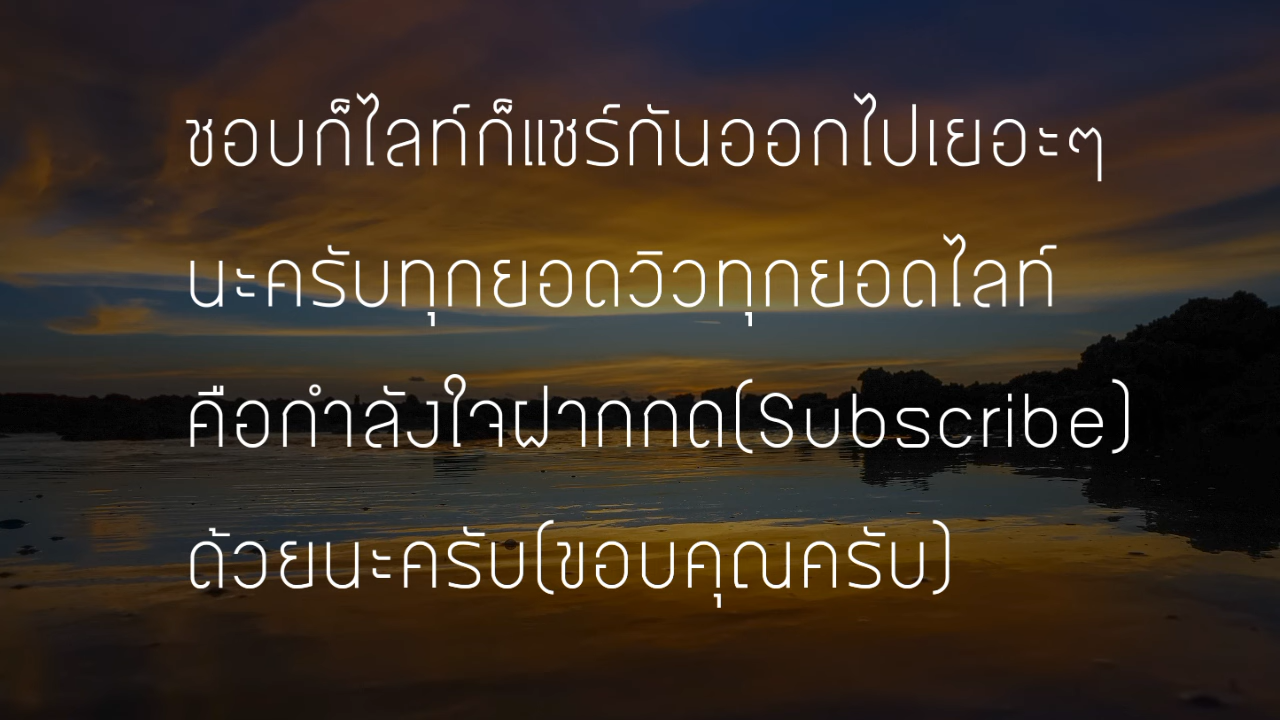 ชอบก็ไลท์ก็แชร์กันออกไปเยอะๆ
นะครับทุกยอดวิวทุกยอดไลท์
คือกำลังใจฝากกด(Subscribe)
ด้วยนะครับ(ขอบคุณครับ)